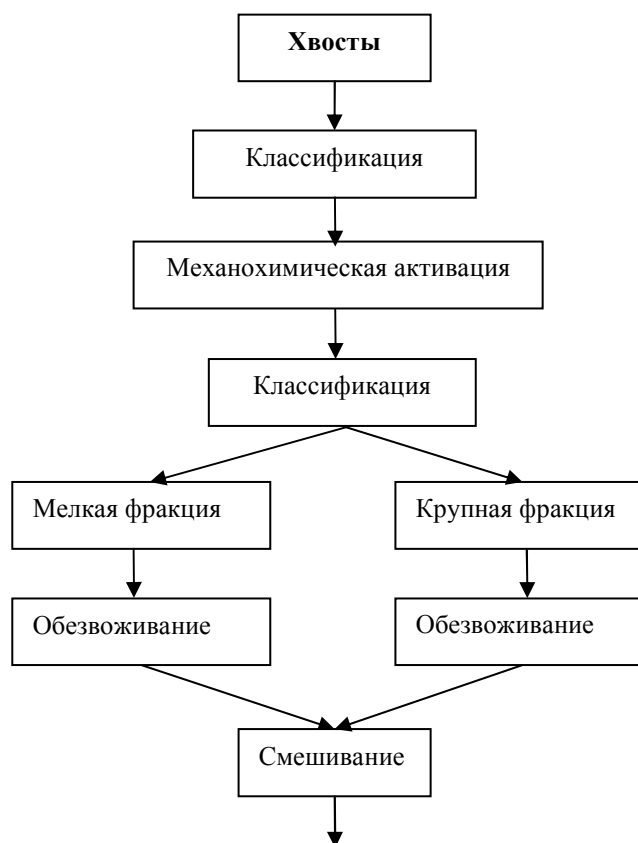 Хвосты
Классификация
Механохимическая активация
Классификация
Мелкая фракция
Крупная фракция
Обезвоживание
Обезвоживание
Смешивание